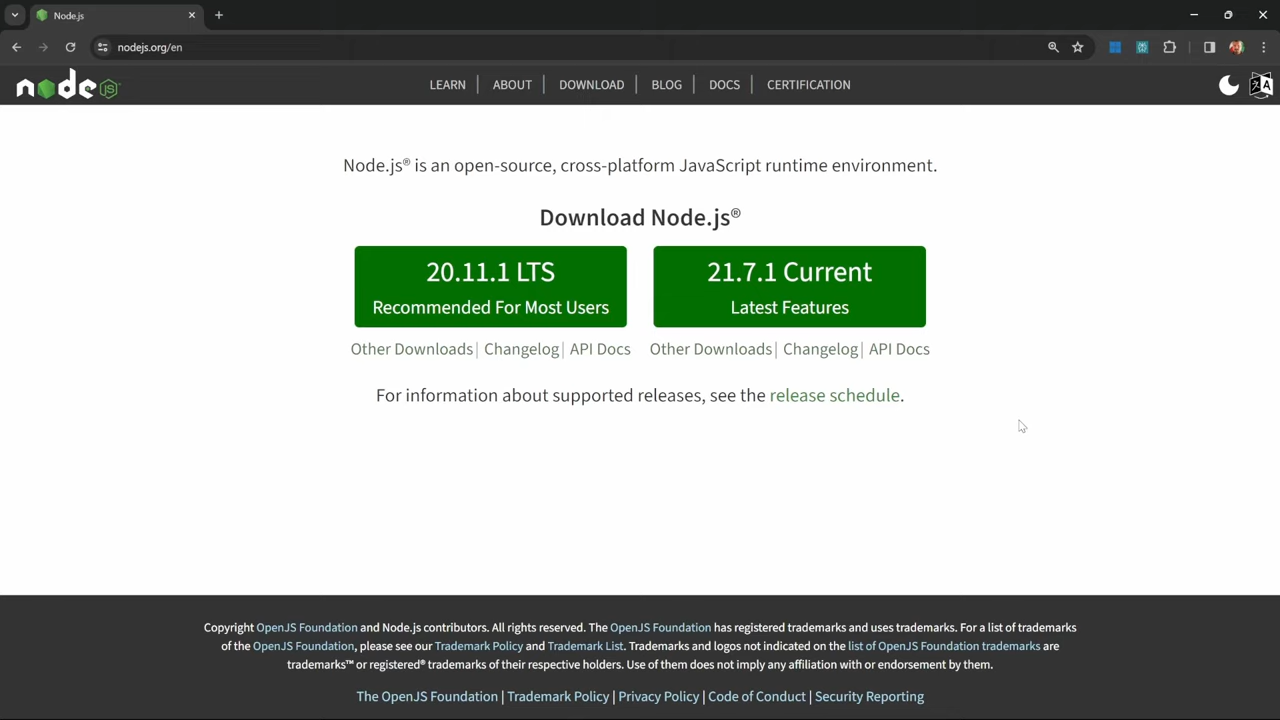 Node.js
nodejs.org/en
node JS
LEARN | ABOUT | DOWNLOAD | BLOG | DOCS | CERTIFICATION
Node.js® is an open-source, cross-platform JavaScript runtime environment.
Download Node.js®
20.11.1 LTS
Recommended For Most Users
21.7.1 Current
Latest Features
Other Downloads | Changelog | API Docs
Other Downloads | Changelog | API Docs
For information about supported releases, see the release schedule.
Copyright OpenJS Foundation and Node.js contributors. All rights reserved. The OpenJS Foundation has registered trademarks and uses trademarks. For a list of trademarks
of the OpenJS Foundation, please see our Trademark Policy and Trademark List. Trademarks and logos not indicated on the list of OpenJS Foundation trademarks are
trademarks™ or registered® trademarks of their respective holders. Use of them does not imply any affiliation with or endorsement by them.
The OpenJS Foundation | Trademark Policy | Privacy Policy | Code of Conduct | Security Reporting